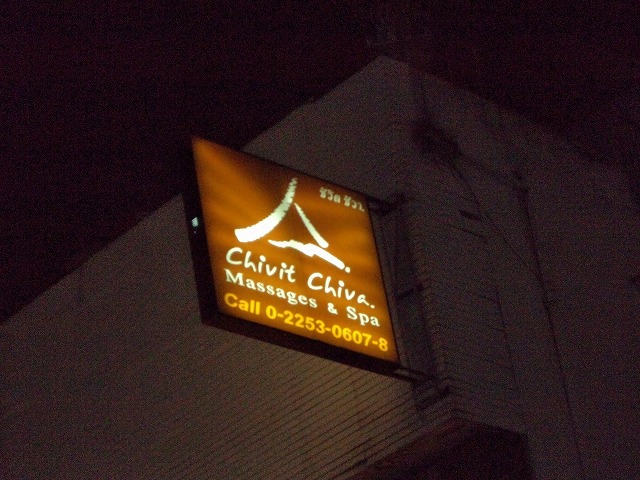 ชีวิต ชีวา
Chivit Chiva.
Massages & Spa
Call 0-2253-0607-8